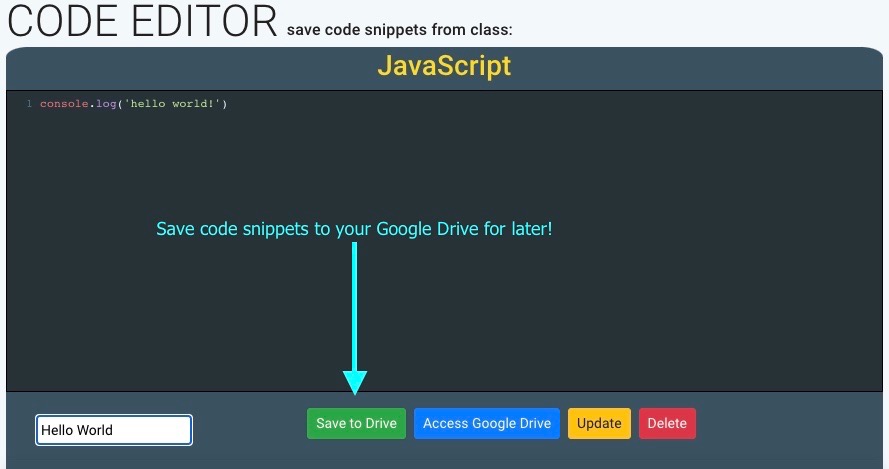 CODE EDITOR save code snippets from class:
JavaScript
1 console.log('hello world!')
Save code snippets to your Google Drive for later!
Hello World Save to Drive Access Google Drive Update Delete